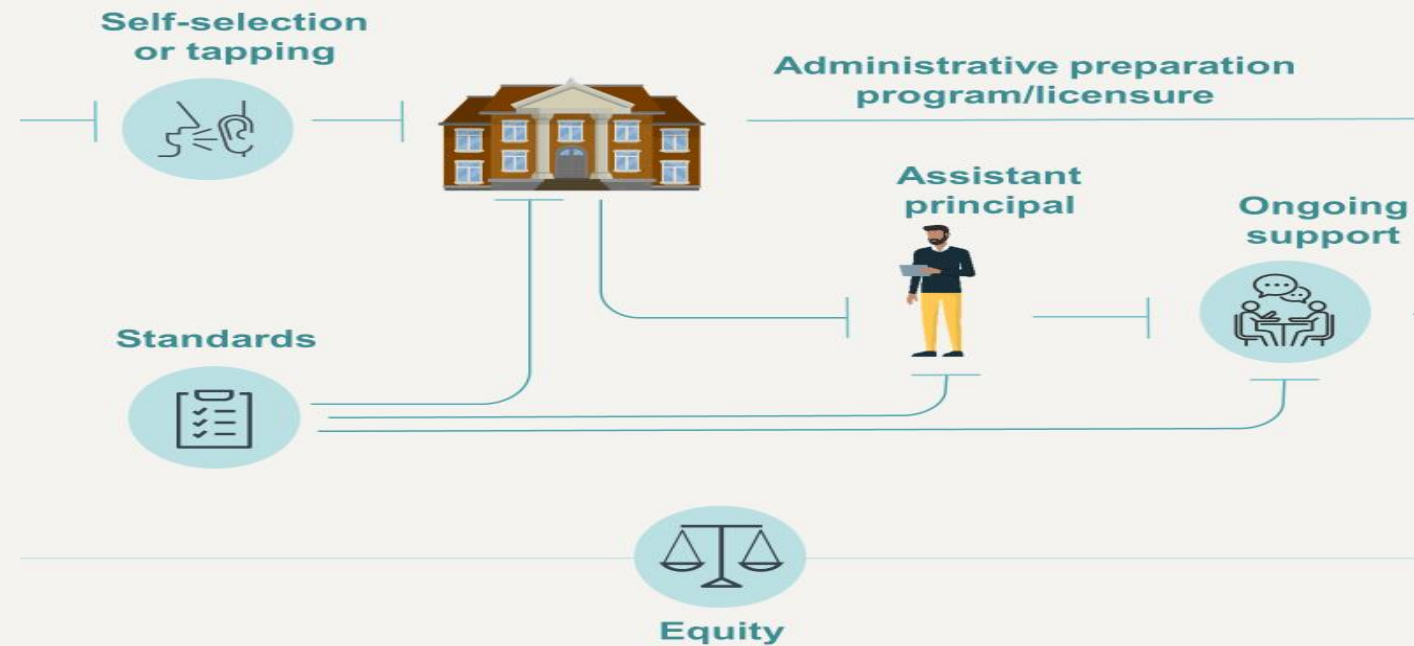 Self-selection
or tapping
Administrative preparation
program/licensure
Assistant
principal
Ongoing
support
Standards
Equity